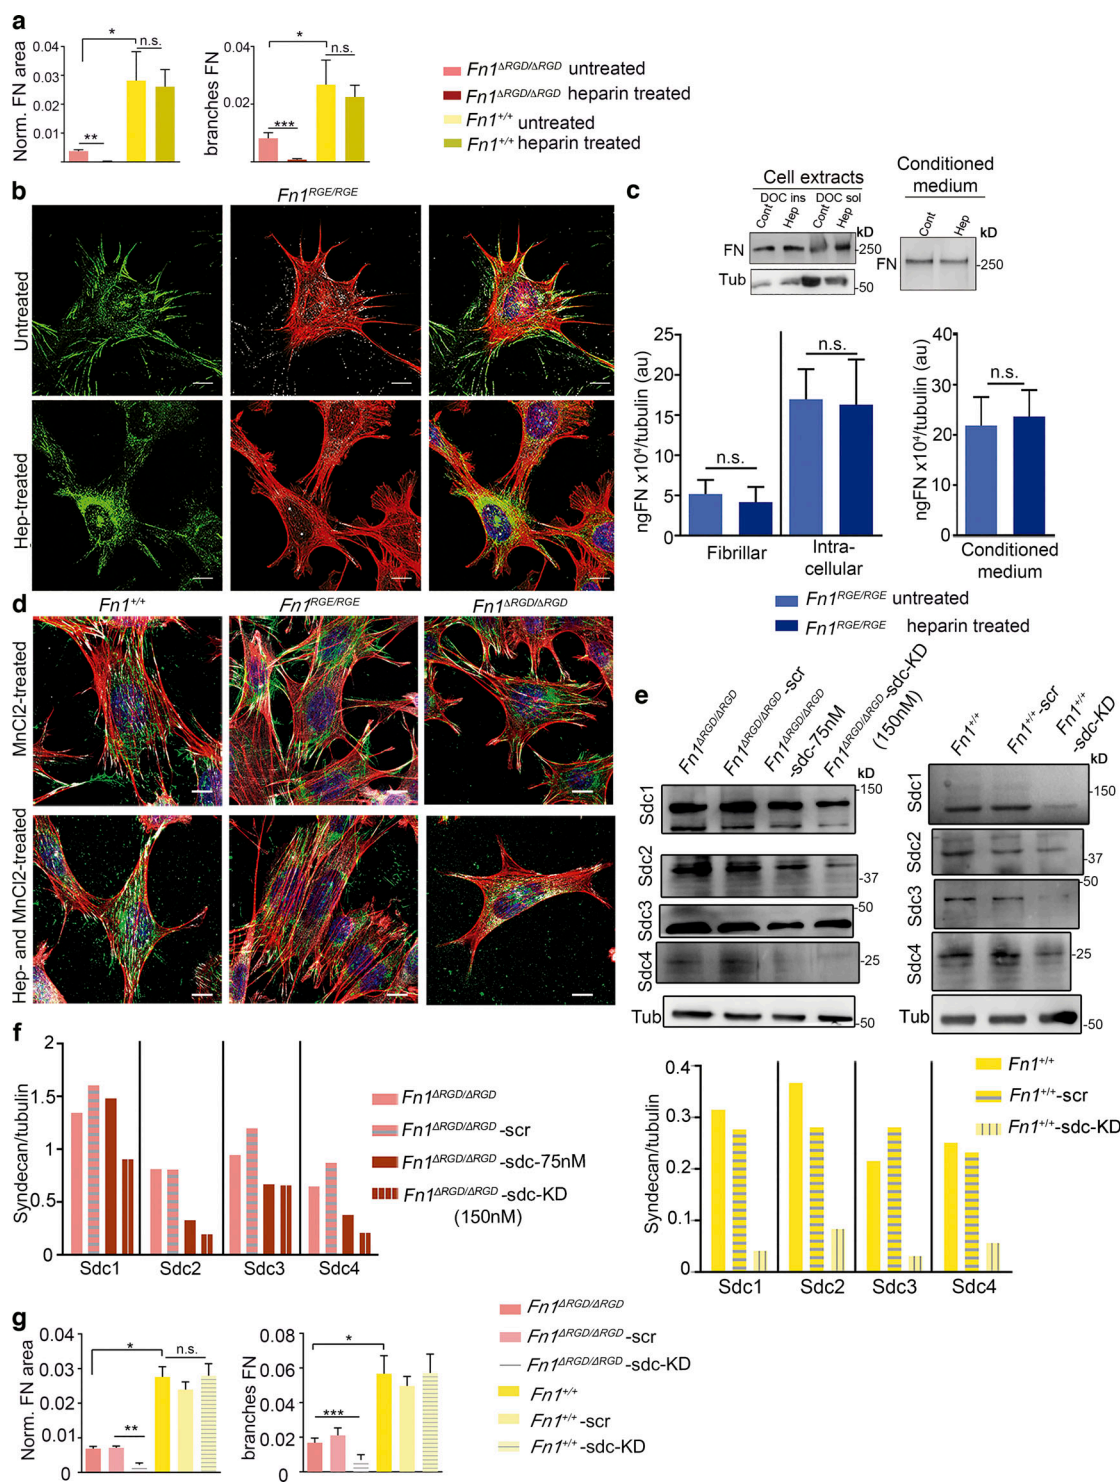 a
Norm. FN area
0.04
0.03
0.02
0.01
*
n.s.
**
branches FN
0.04
0.02
*
n.s.
***
Fn1ΔRGD/ΔRGD untreated
Fn1ΔRGD/ΔRGD heparin treated
Fn1+/+ untreated
Fn1+/+ heparin treated
b
Fn1RGE/RGE
Untreated
Hep-treated
c
Cell extracts
DOC ins DOC sol
Cont Hep Cont Hep kD
FN -250
Tub -50
Conditioned
medium
Cont Hep kD
FN -250
ngFN x10⁴/tubulin (au)
25
20
15
10
5
0
n.s.
n.s.
Fibrillar
Intra-
cellular
ngFN x10⁴/tubulin (au)
40
30
20
10
0
n.s.
Conditioned
medium
Fn1RGE/RGE untreated
Fn1RGE/RGE heparin treated
d
Fn1+/+ Fn1RGE/RGE Fn1ΔRGD/ΔRGD
MnCl2-treated
Hep- and MnCl2-treated
e
Fn1ΔRGD/ΔRGD
Fn1ΔRGD/ΔRGD-scr
Fn1ΔRGD/ΔRGD
-sdc-75nM
Fn1ΔRGD/ΔRGD-sdc-KD
(150nM)
kD
Sdc1 -150
Sdc2 -37
Sdc3 -50
Sdc4 -25
Tub -50
Fn1+/+
Fn1+/+-scr
Fn1+/+
-sdc-KD
kD
Sdc1 -150
Sdc2 -37
Sdc3 -50
Sdc4 -25
Tub -50
f
Syndecan/tubulin
2
1.5
1
0.5
0
Sdc1 Sdc2 Sdc3 Sdc4
Fn1ΔRGD/ΔRGD
Fn1ΔRGD/ΔRGD-scr
Fn1ΔRGD/ΔRGD-sdc-75nM
Fn1ΔRGD/ΔRGD-sdc-KD
(150nM)
Syndecan/tubulin
0.4
0.3
0.2
0.1
0
Sdc1 Sdc2 Sdc3 Sdc4
Fn1+/+
Fn1+/+-scr
Fn1+/+-sdc-KD
g
Norm. FN area
0.04
0.03
0.02
0.01
0
*
n.s.
**
branches FN
0.08
0.06
0.04
0.02
0
*
***
Fn1ΔRGD/ΔRGD
Fn1ΔRGD/ΔRGD-scr
Fn1ΔRGD/ΔRGD-sdc-KD
Fn1+/+
Fn1+/+-scr
Fn1+/+-sdc-KD